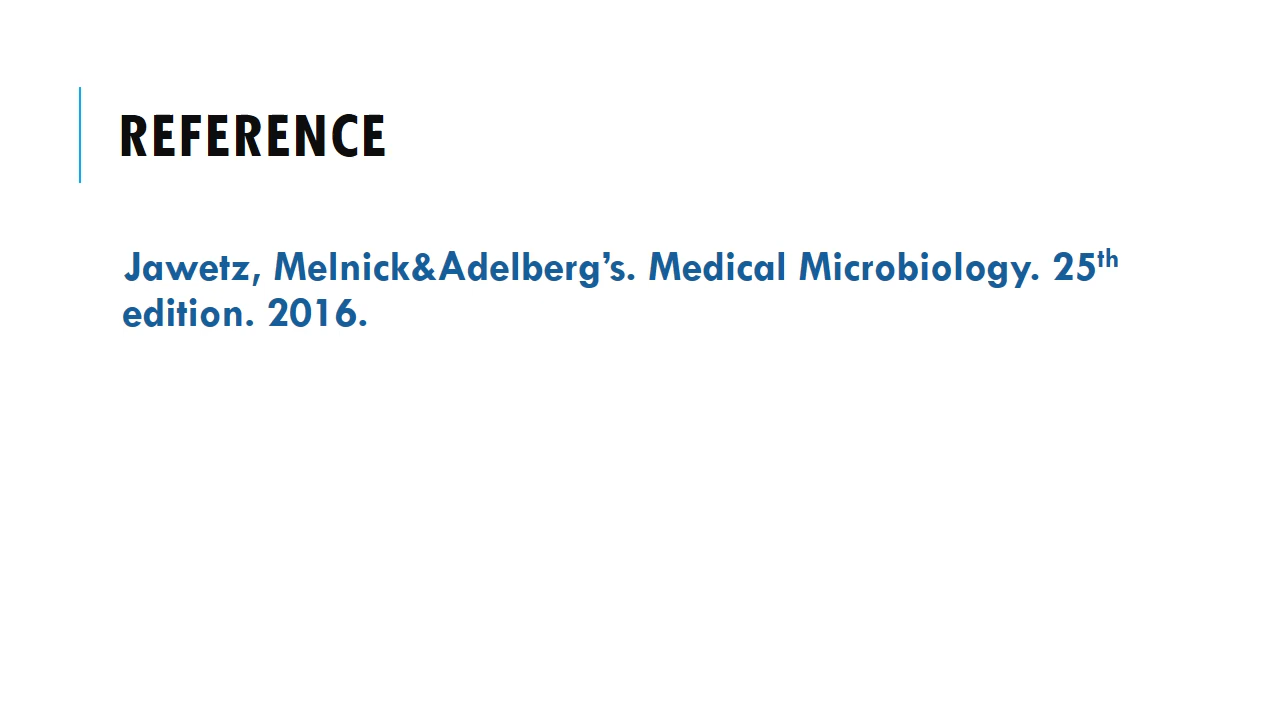 REFERENCE
Jawetz, Melnick&Adelberg’s. Medical Microbiology. 25th
edition. 2016.